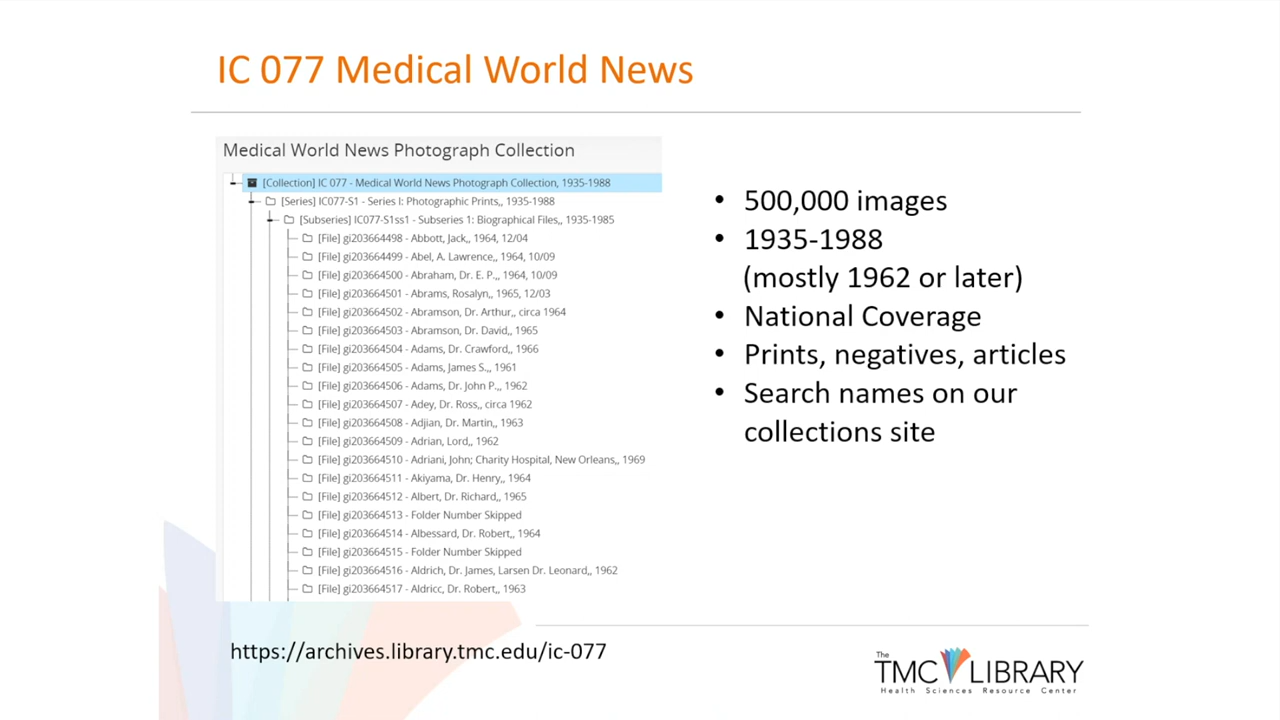 IC 077 Medical World News
Medical World News Photograph Collection
[Collection] IC 077 - Medical World News Photograph Collection, 1935-1988
[Series] IC077-S1 - Series I: Photographic Prints,, 1935-1988
[Subseries] IC077-S1ss1 - Subseries 1: Biographical Files,, 1935-1985
[File] gi203664498 - Abbott, Jack,, 1964, 12/04
[File] gi203664499 - Abel, A. Lawrence,, 1964, 10/09
[File] gi203664500 - Abraham, Dr. E. P.,, 1964, 10/09
[File] gi203664501 - Abrams, Rosalyn,, 1965, 12/03
[File] gi203664502 - Abramson, Dr. Arthur,, circa 1964
[File] gi203664503 - Abramson, Dr. David,, 1965
[File] gi203664504 - Adams, Dr. Crawford,, 1966
[File] gi203664505 - Adams, James S.,, 1961
[File] gi203664506 - Adams, Dr. John P.,, 1962
[File] gi203664507 - Adey, Dr. Ross,, circa 1962
[File] gi203664508 - Adjian, Dr. Martin,, 1963
[File] gi203664509 - Adrian, Lord,, 1962
[File] gi203664510 - Adriani, John; Charity Hospital, New Orleans,, 1969
[File] gi203664511 - Akiyama, Dr. Henry,, 1964
[File] gi203664512 - Albert, Dr. Richard,, 1965
[File] gi203664513 - Folder Number Skipped
[File] gi203664514 - Albessard, Dr. Robert,, 1964
[File] gi203664515 - Folder Number Skipped
[File] gi203664516 - Aldrich, Dr. James, Larsen Dr. Leonard,, 1962
[File] gi203664517 - Aldricc, Dr. Robert,, 1963
• 500,000 images
• 1935-1988
(mostly 1962 or later)
• National Coverage
• Prints, negatives, articles
• Search names on our
collections site
https://archives.library.tmc.edu/ic-077
The
TMC LIBRARY
Health Sciences Resource Center